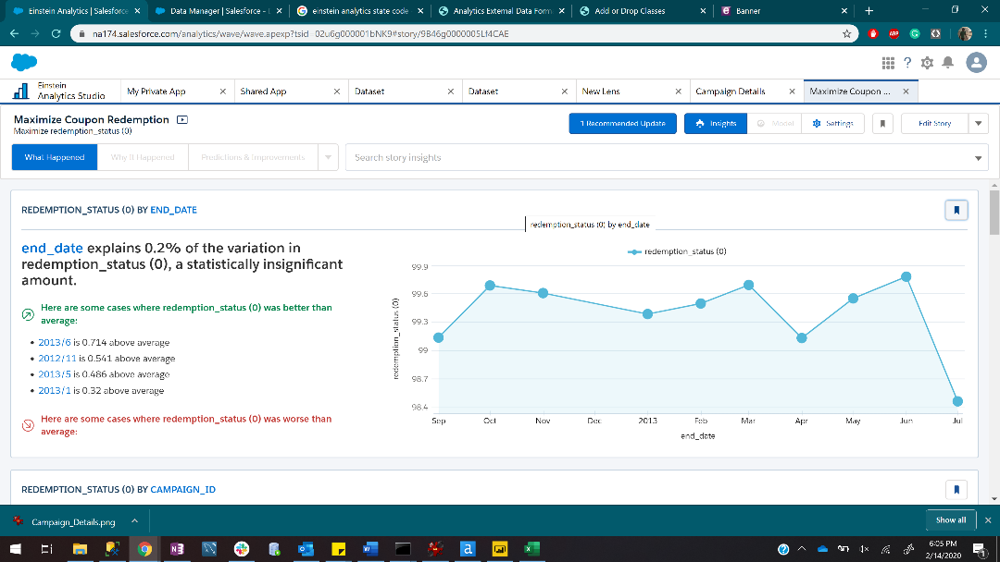 Einstein Analytics | Salesforce
Data Manager | Salesforce - 
einstein analytics state code
Analytics External Data Form
Add or Drop Classes
Banner
na174.salesforce.com/analytics/wave/wave.apexp?tsid=02u6g000001bNK9#story/9B46g0000005Lf4CAE
ABP
Einstein
Analytics Studio
My Private App
Shared App
Dataset
Dataset
New Lens
Campaign Details
Maximize Coupon ...
Maximize Coupon Redemption
Maximize redemption_status (0)
1 Recommended Update
Insights
Model
Settings
Edit Story
What Happened
Why It Happened
Predictions & Improvements
Search story insights
REDEMPTION_STATUS (0) BY END_DATE
redemption_status (0) by end_date
end_date explains 0.2% of the variation in
redemption_status (0), a statistically insignificant
amount.
Here are some cases where redemption_status (0) was better than
average:
• 2013/6 is 0.714 above average
• 2012/11 is 0.541 above average
• 2013/5 is 0.486 above average
• 2013/1 is 0.32 above average
Here are some cases where redemption_status (0) was worse than
average:
redemption_status (0)
redemption_status (0)
99.9
99.6
99.3
99
98.7
98.4
Sep Oct Nov Dec 2013 Feb Mar Apr May Jun Jul
end_date
REDEMPTION_STATUS (0) BY CAMPAIGN_ID
Campaign_Details.png
Show all
6:05 PM
2/14/2020